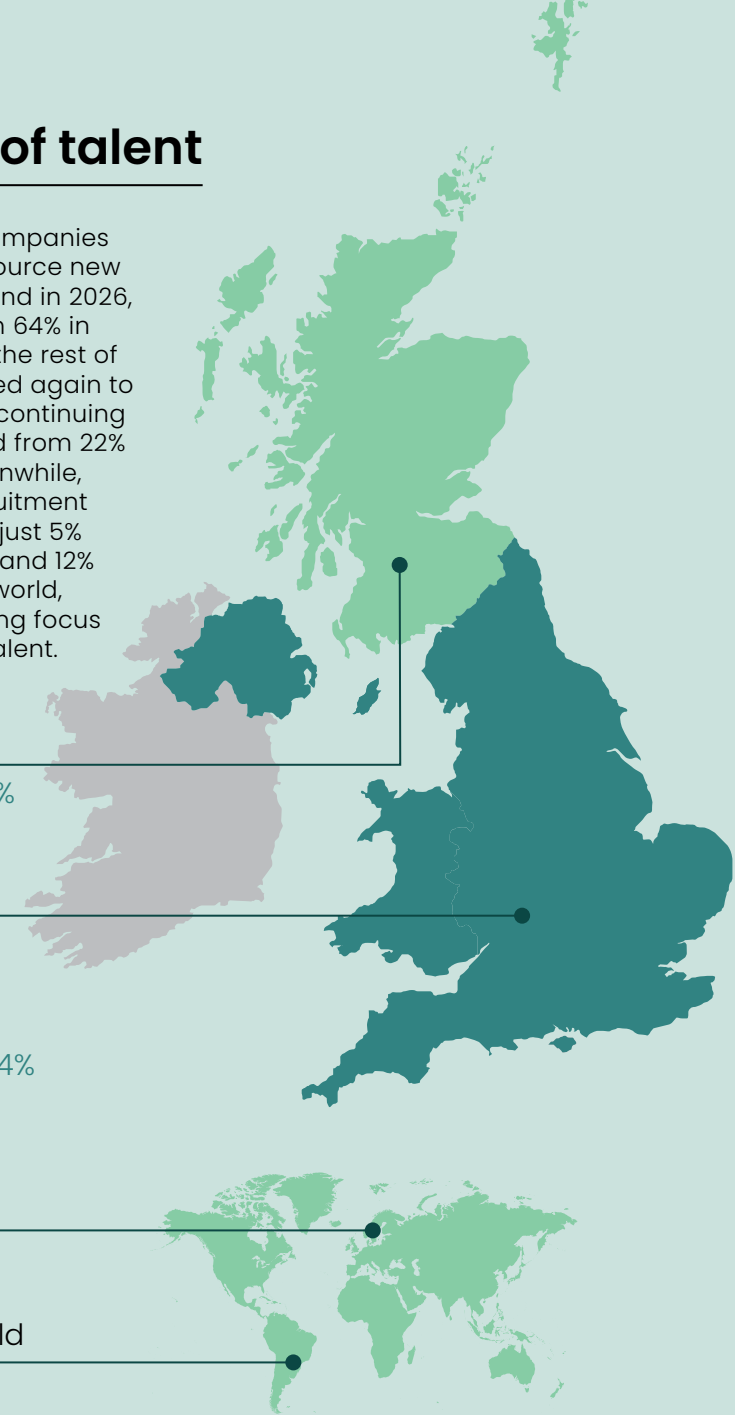 of talent
mpanies
ource new
nd in 2026,
n 64% in
the rest of
ed again to
continuing
d from 22%
nwhile,
uitment
just 5%
and 12%
world,
ng focus
alent.
%
4%
ld